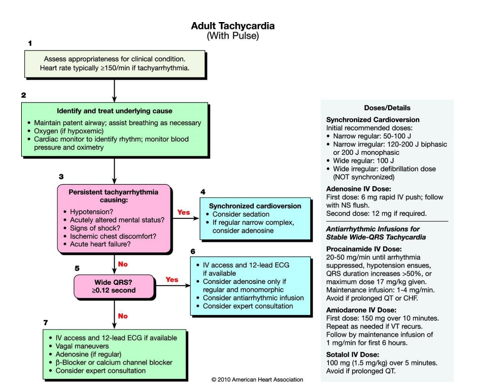 Adult Tachycardia
(With Pulse)
1
Assess appropriateness for clinical condition.
Heart rate typically ≥150/min if tachyarrhythmia.
2
Identify and treat underlying cause
• Maintain patent airway; assist breathing as necessary
• Oxygen (if hypoxemic)
• Cardiac monitor to identify rhythm; monitor blood
pressure and oximetry
3
Persistent tachyarrhythmia
causing:
• Hypotension?
• Acutely altered mental status?
• Signs of shock?
• Ischemic chest discomfort?
• Acute heart failure?
Yes
4
Synchronized cardioversion
• Consider sedation
• If regular narrow complex,
consider adenosine
No
5
Wide QRS?
≥0.12 second
Yes
6
• IV access and 12-lead ECG
if available
• Consider adenosine only if
regular and monomorphic
• Consider antiarrhythmic infusion
• Consider expert consultation
No
7
• IV access and 12-lead ECG if available
• Vagal maneuvers
• Adenosine (if regular)
• β-Blocker or calcium channel blocker
• Consider expert consultation
Doses/Details
Synchronized Cardioversion
Initial recommended doses:
• Narrow regular: 50-100 J
• Narrow irregular: 120-200 J biphasic
or 200 J monophasic
• Wide regular: 100 J
• Wide irregular: defibrillation dose
(NOT synchronized)
Adenosine IV Dose:
First dose: 6 mg rapid IV push; follow
with NS flush.
Second dose: 12 mg if required.
Antiarrhythmic Infusions for
Stable Wide-QRS Tachycardia
Procainamide IV Dose:
20-50 mg/min until arrhythmia
suppressed, hypotension ensues,
QRS duration increases >50%, or
maximum dose 17 mg/kg given.
Maintenance infusion: 1-4 mg/min.
Avoid if prolonged QT or CHF.
Amiodarone IV Dose:
First dose: 150 mg over 10 minutes.
Repeat as needed if VT recurs.
Follow by maintenance infusion of
1 mg/min for first 6 hours.
Sotalol IV Dose:
100 mg (1.5 mg/kg) over 5 minutes.
Avoid if prolonged QT.
© 2010 American Heart Association